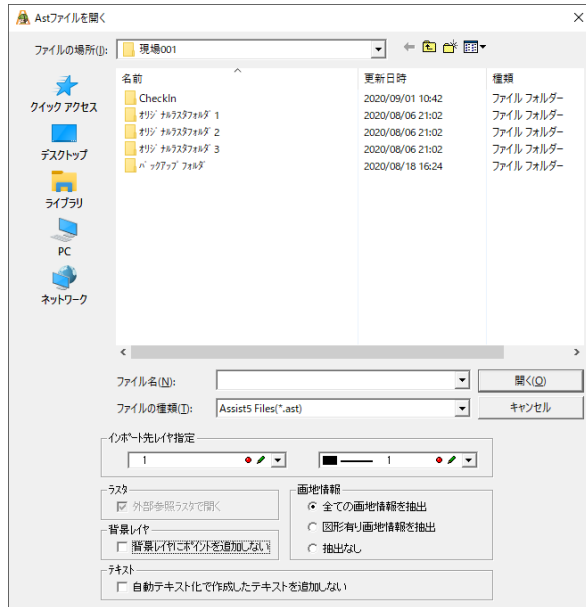 Astファイルを開く
ファイルの場所(I): 現場001
名前 更新日時 種類
CheckIn 2020/09/01 10:42 ファイル フォルダー
ｵﾘｼﾞﾅﾙﾗｽﾀﾌｫﾙﾀﾞ1 2020/08/06 21:02 ファイル フォルダー
ｵﾘｼﾞﾅﾙﾗｽﾀﾌｫﾙﾀﾞ2 2020/08/06 21:02 ファイル フォルダー
ｵﾘｼﾞﾅﾙﾗｽﾀﾌｫﾙﾀﾞ3 2020/08/06 21:02 ファイル フォルダー
ﾊﾞｯｸｱｯﾌﾟﾌｫﾙﾀﾞ 2020/08/18 16:24 ファイル フォルダー
クイック アクセス
デスクトップ
ライブラリ
PC
ネットワーク
ファイル名(N): 開く(O)
ファイルの種類(T): Assist5 Files(*.ast) キャンセル
ｲﾝﾎﾟｰﾄ先ﾚｲﾔ指定
1 1
ﾗｽﾀ
外部参照ﾗｽﾀで開く
背景ﾚｲﾔ
背景ﾚｲﾔにﾎﾟｲﾝﾄを追加しない
画地情報
全ての画地情報を抽出
図形有り画地情報を抽出
抽出なし
ﾃｷｽﾄ
自動テキスト化で作成したテキストを追加しない